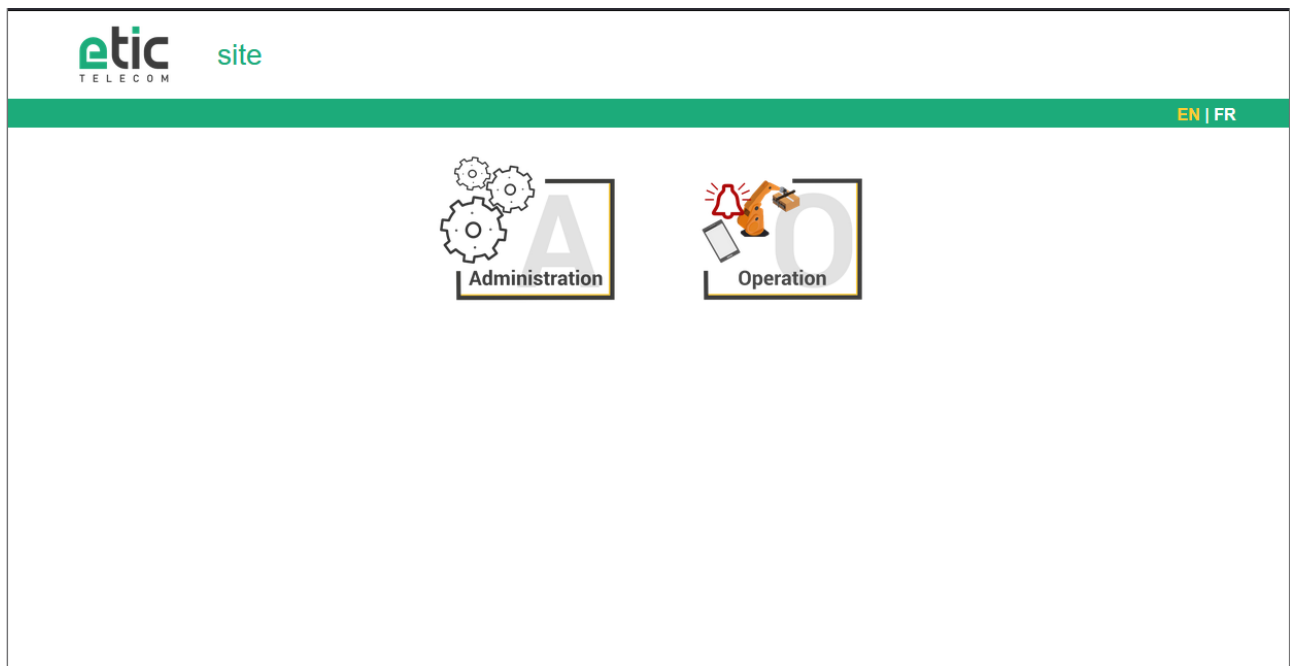 etic
TELECOM
site
EN | FR
A
Administration
O
Operation